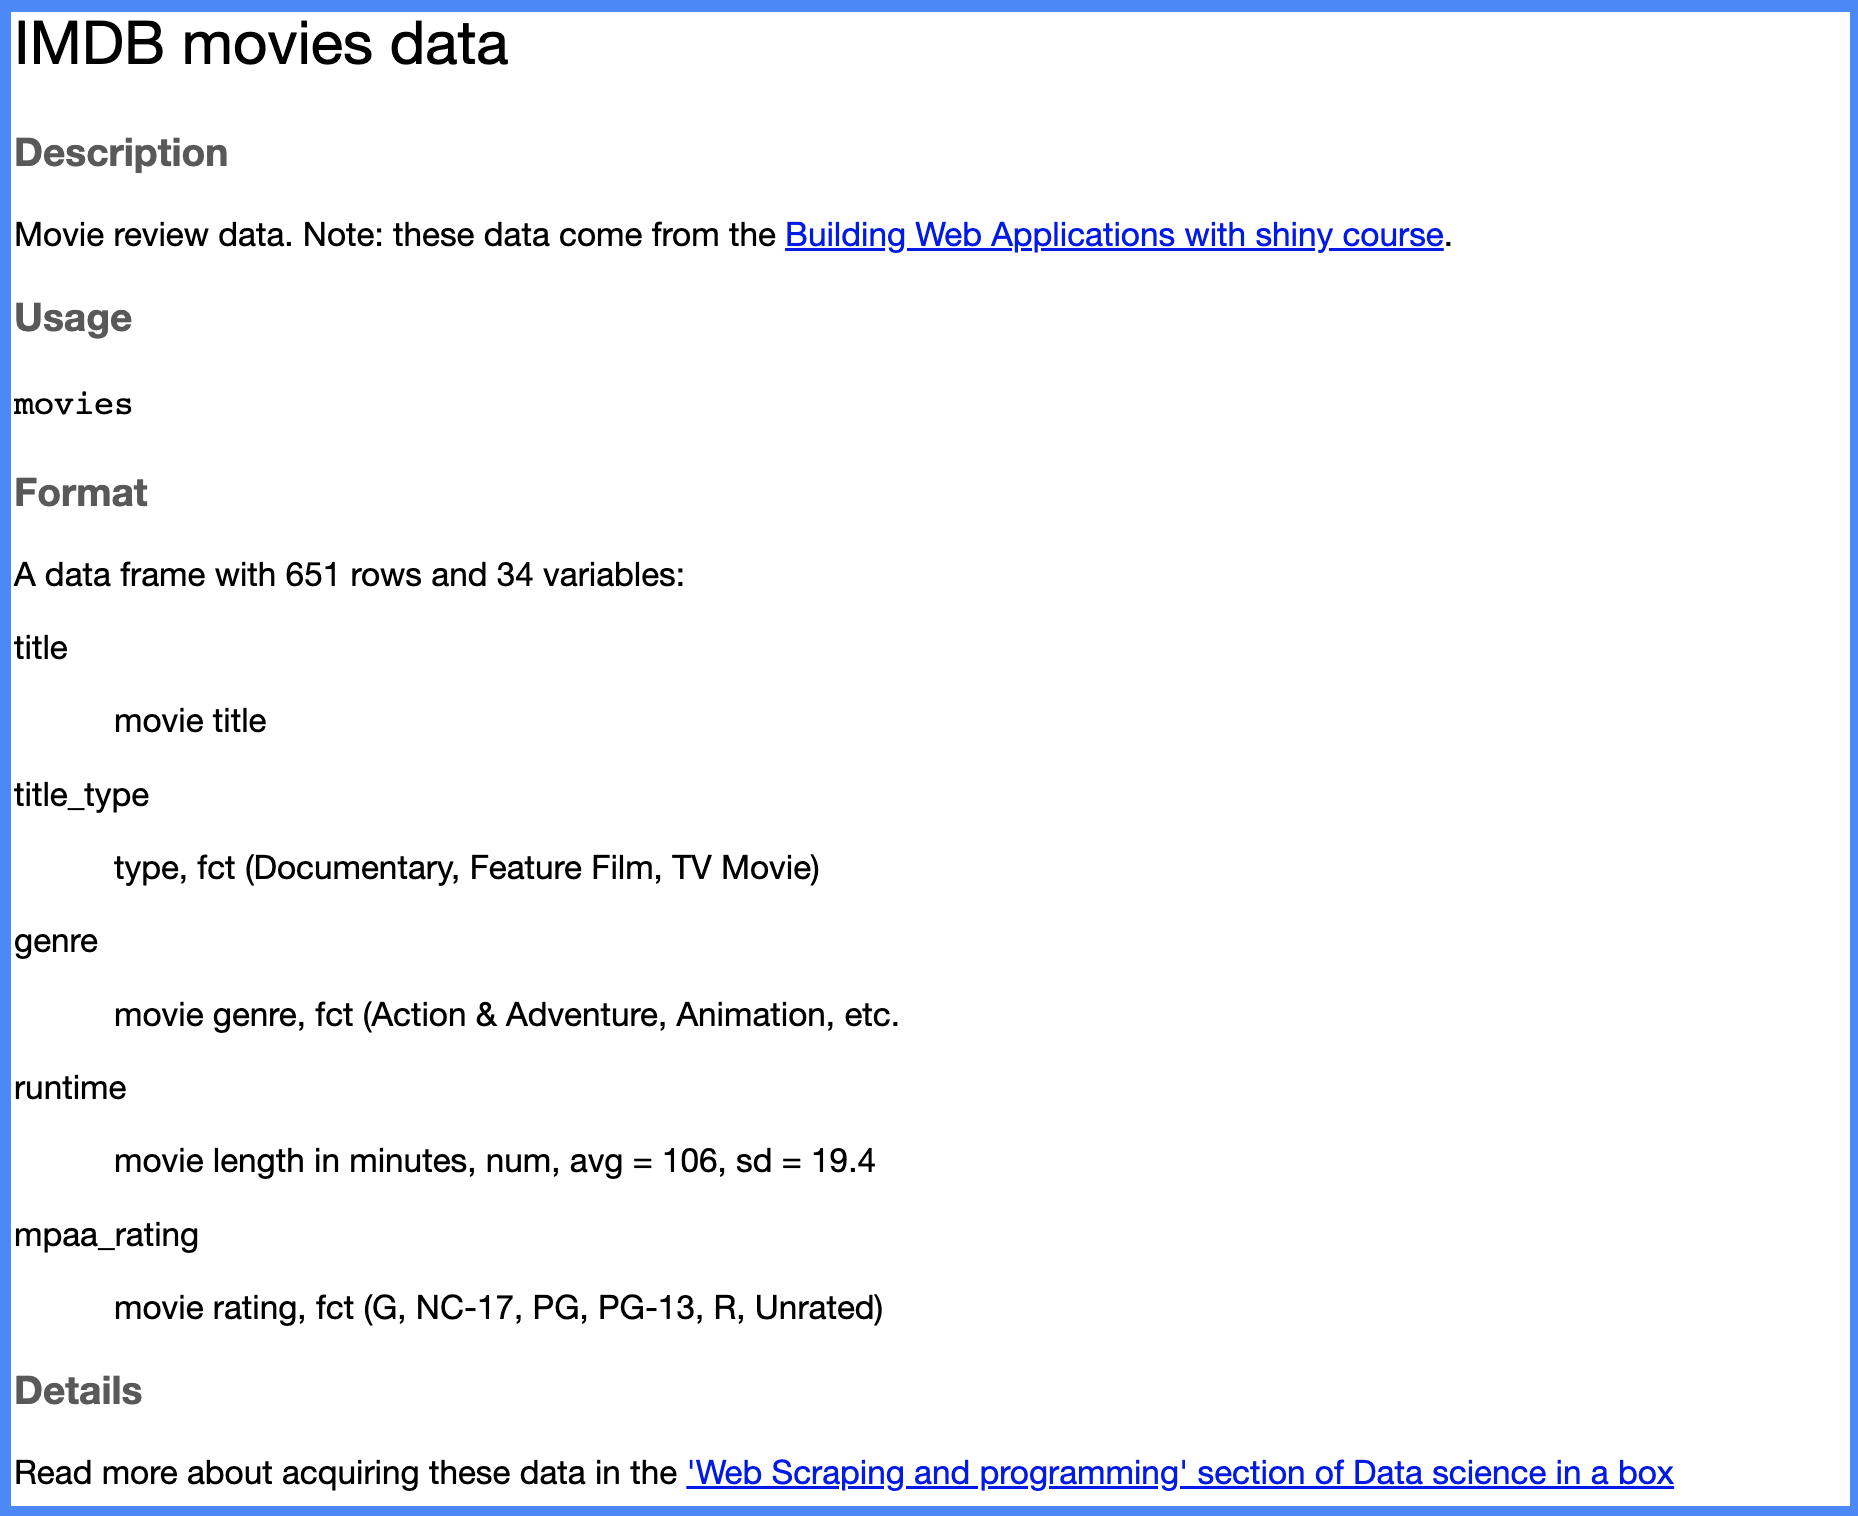 IMDB movies data
Description
Movie review data. Note: these data come from the Building Web Applications with shiny course.
Usage
movies
Format
A data frame with 651 rows and 34 variables:
title
movie title
title_type
type, fct (Documentary, Feature Film, TV Movie)
genre
movie genre, fct (Action & Adventure, Animation, etc.
runtime
movie length in minutes, num, avg = 106, sd = 19.4
mpaa_rating
movie rating, fct (G, NC-17, PG, PG-13, R, Unrated)
Details
Read more about acquiring these data in the 'Web Scraping and programming' section of Data science in a box